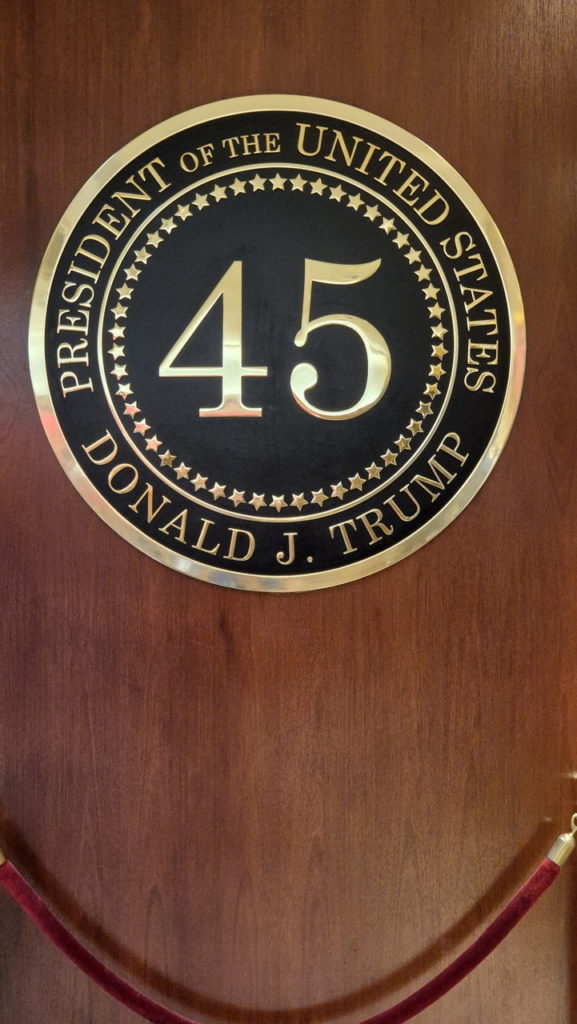 PRESIDENT OF THE UNITED STATES
45
DONALD J. TRUMP